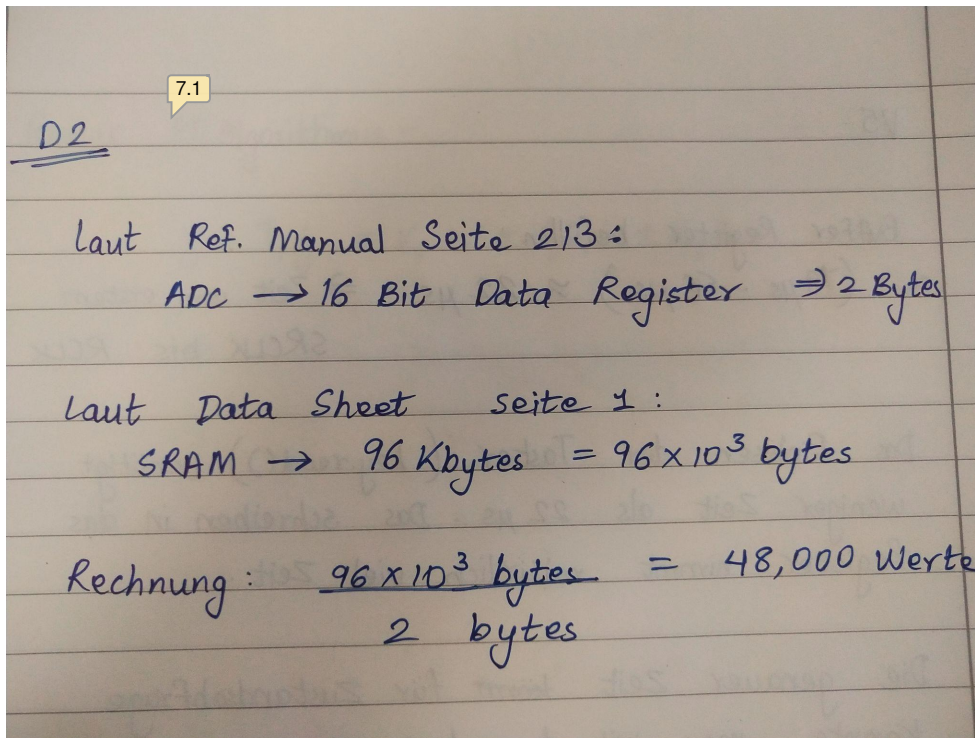 7.1
D2
Laut Ref. Manual Seite 213:
ADC → 16 Bit Data Register ⇒ 2 Bytes
Laut Data Sheet seite 1:
SRAM → 96 Kbytes = 96 × 10³ bytes
Rechnung: 96 × 10³ bytes = 48,000 Werte
2 bytes